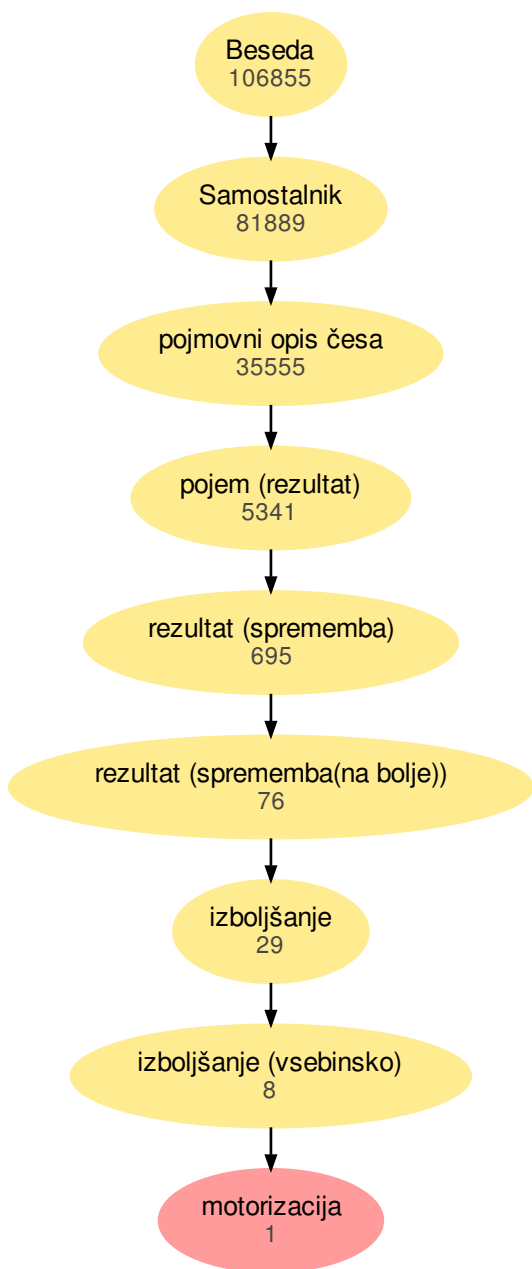 Beseda
106855
Samostalnik
81889
pojmovni opis česa
35555
pojem (rezultat)
5341
rezultat (sprememba)
695
rezultat (sprememba(na bolje))
76
izboljšanje
29
izboljšanje (vsebinsko)
8
motorizacija
1